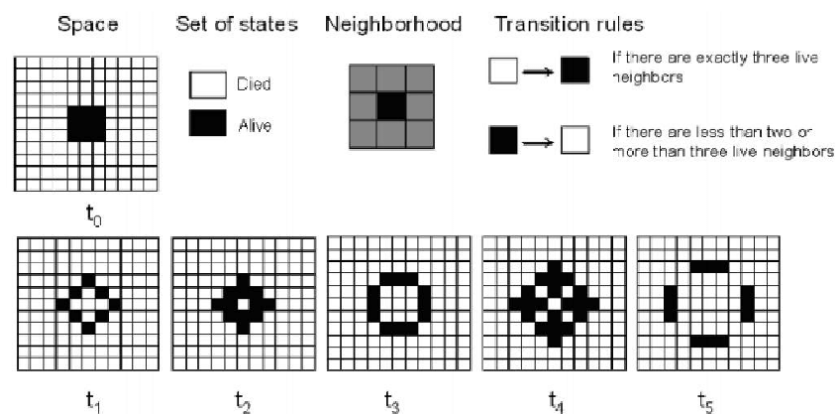 Space
Set of states
Neighborhood
Transition rules
Died
Alive
If there are exactly three live
neighbors
If there are less than two or
more than three live neighbors
t0
t1
t2
t3
t4
t5